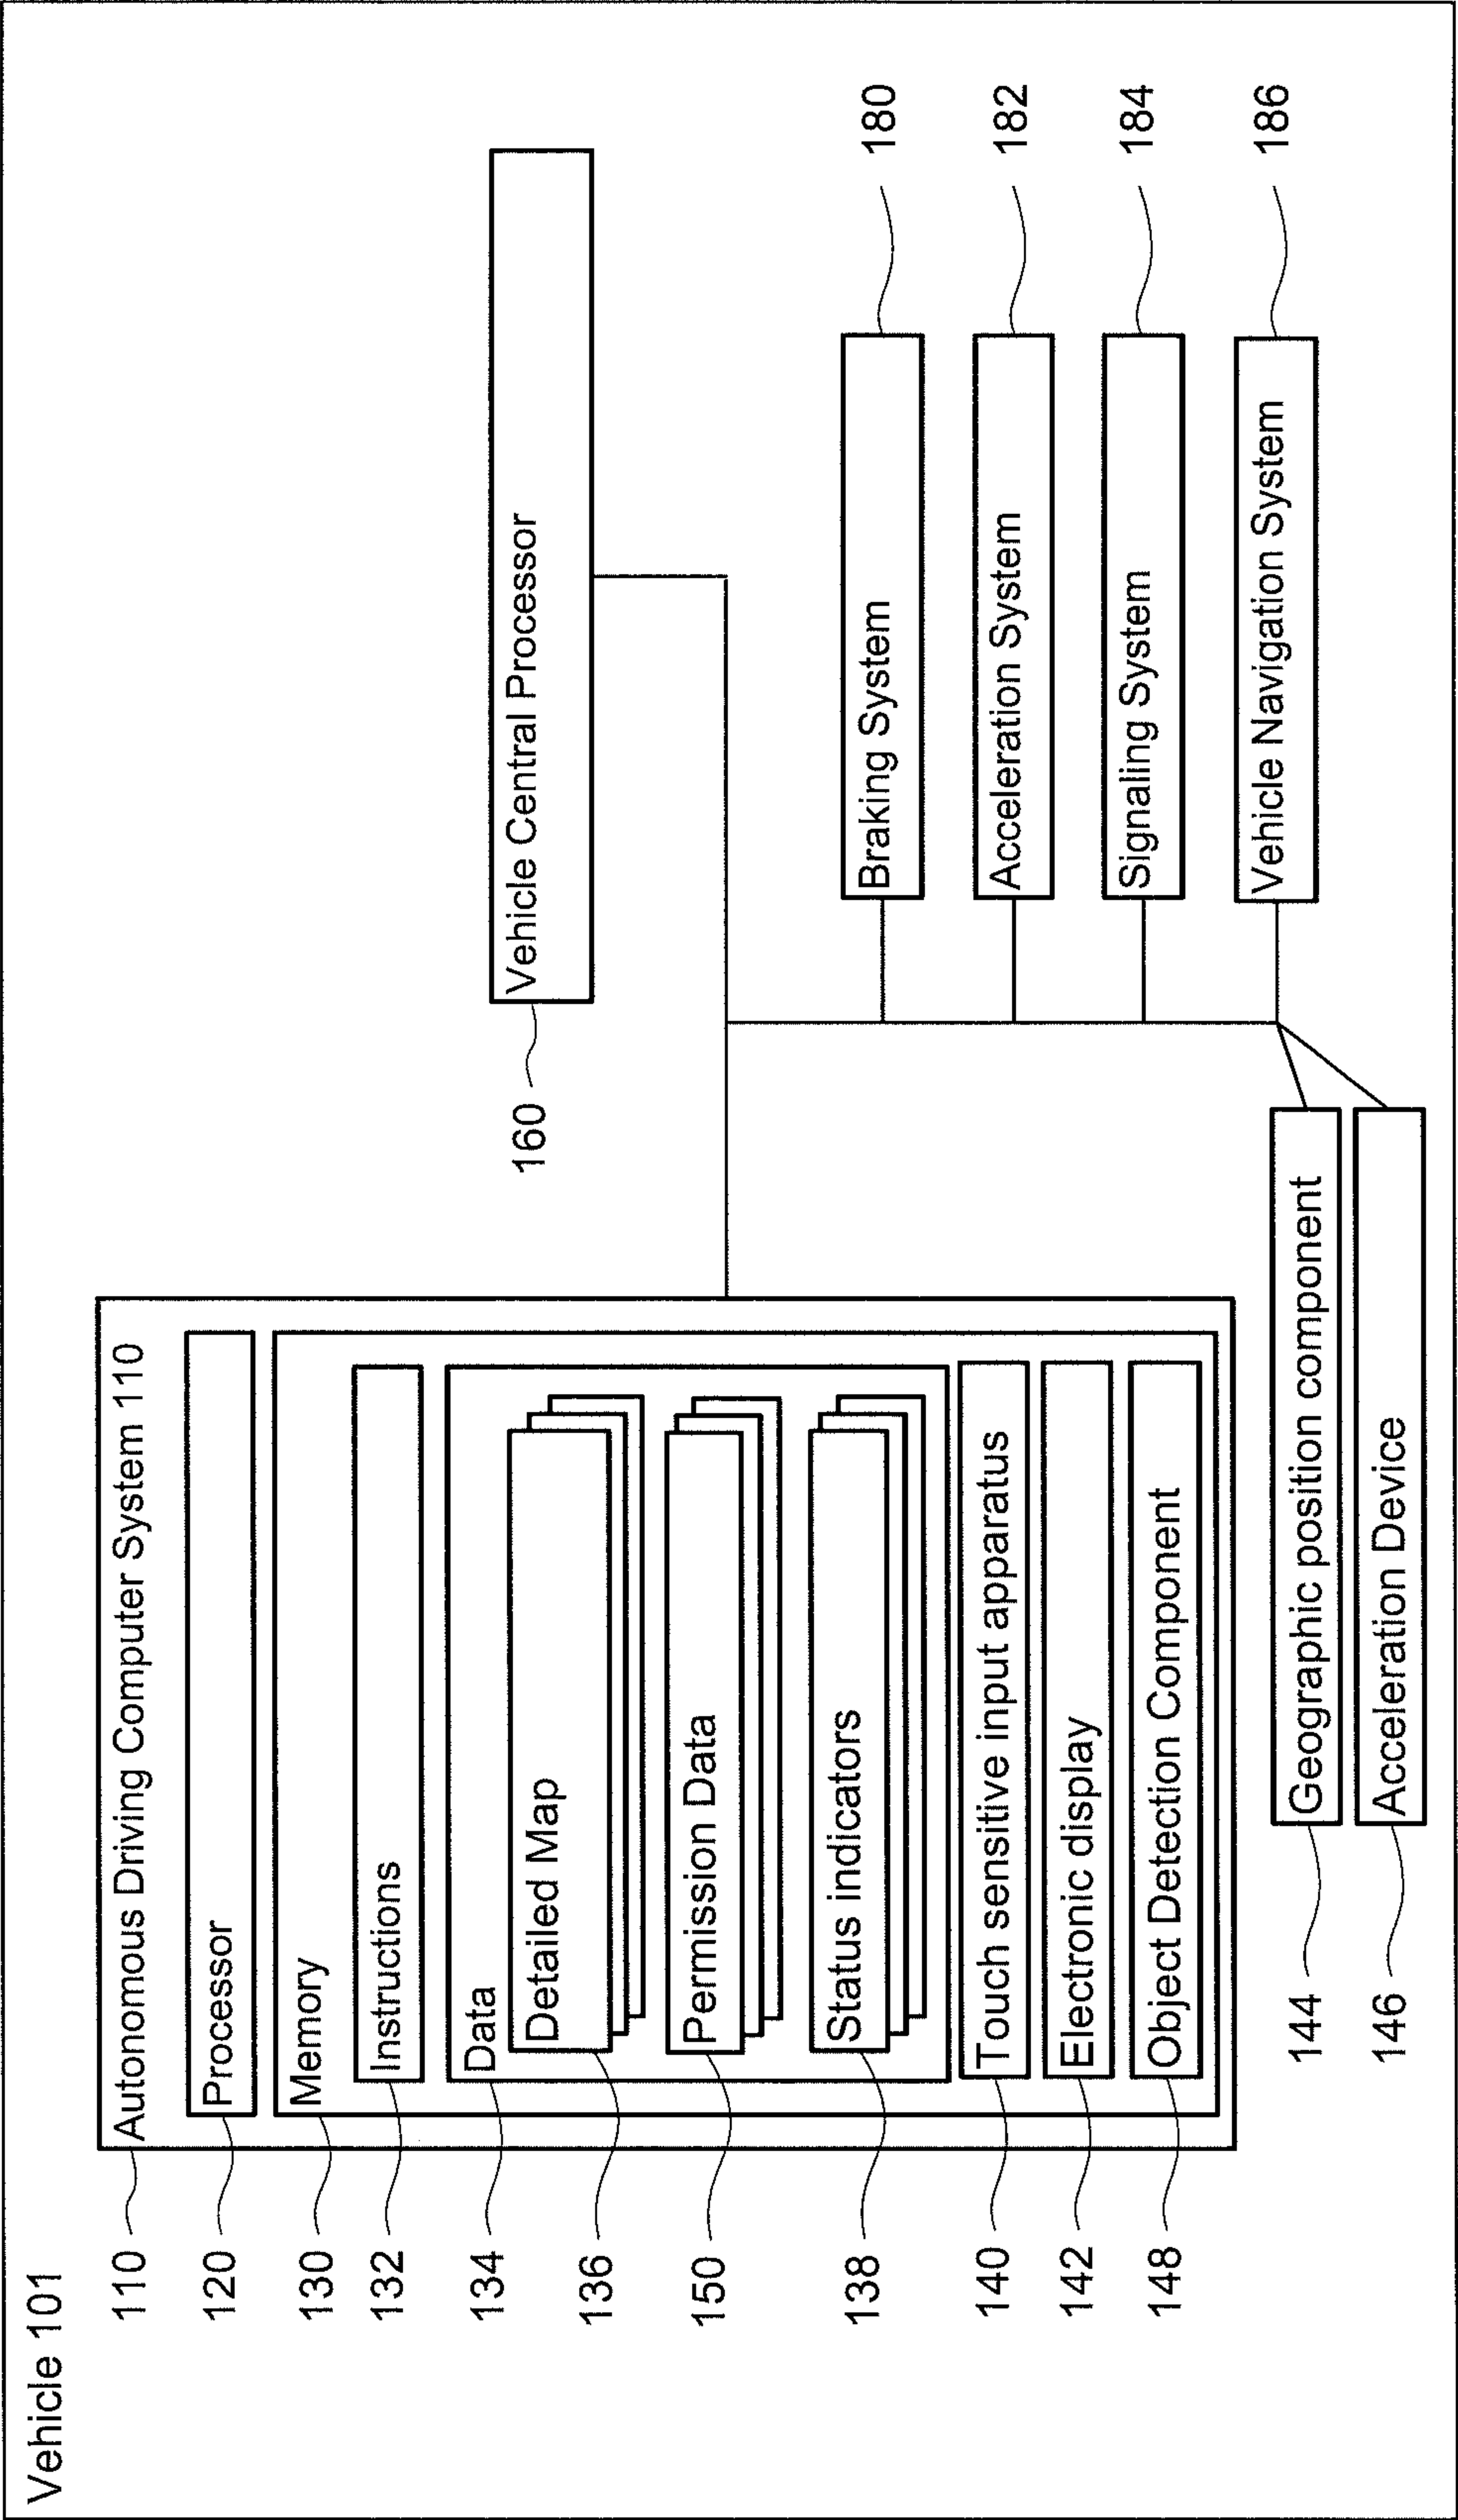 Vehicle 101
110
Autonomous Driving Computer System 110
120
Processor
130
Memory
132
Instructions
134
Data
136
Detailed Map
150
Permission Data
138
Status indicators
140
Touch sensitive input apparatus
142
Electronic display
148
Object Detection Component
144
Geographic position component
146
Acceleration Device
160
Vehicle Central Processor
Braking System
180
Acceleration System
182
Signaling System
184
Vehicle Navigation System
186